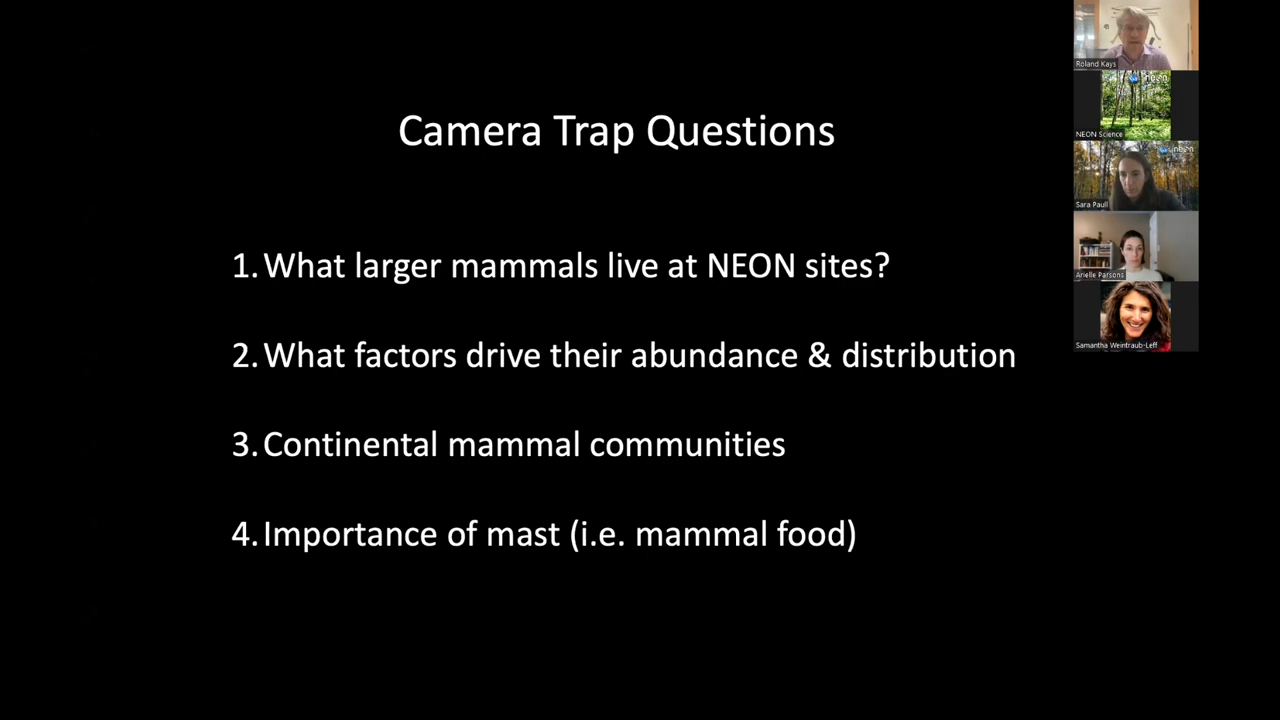 Camera Trap Questions
1. What larger mammals live at NEON sites?
2. What factors drive their abundance & distribution
3. Continental mammal communities
4. Importance of mast (i.e. mammal food)
Roland Kays
neon
NEON Science
neon
Sara Paull
Arielle Parsons
Samantha Weintraub-Leff